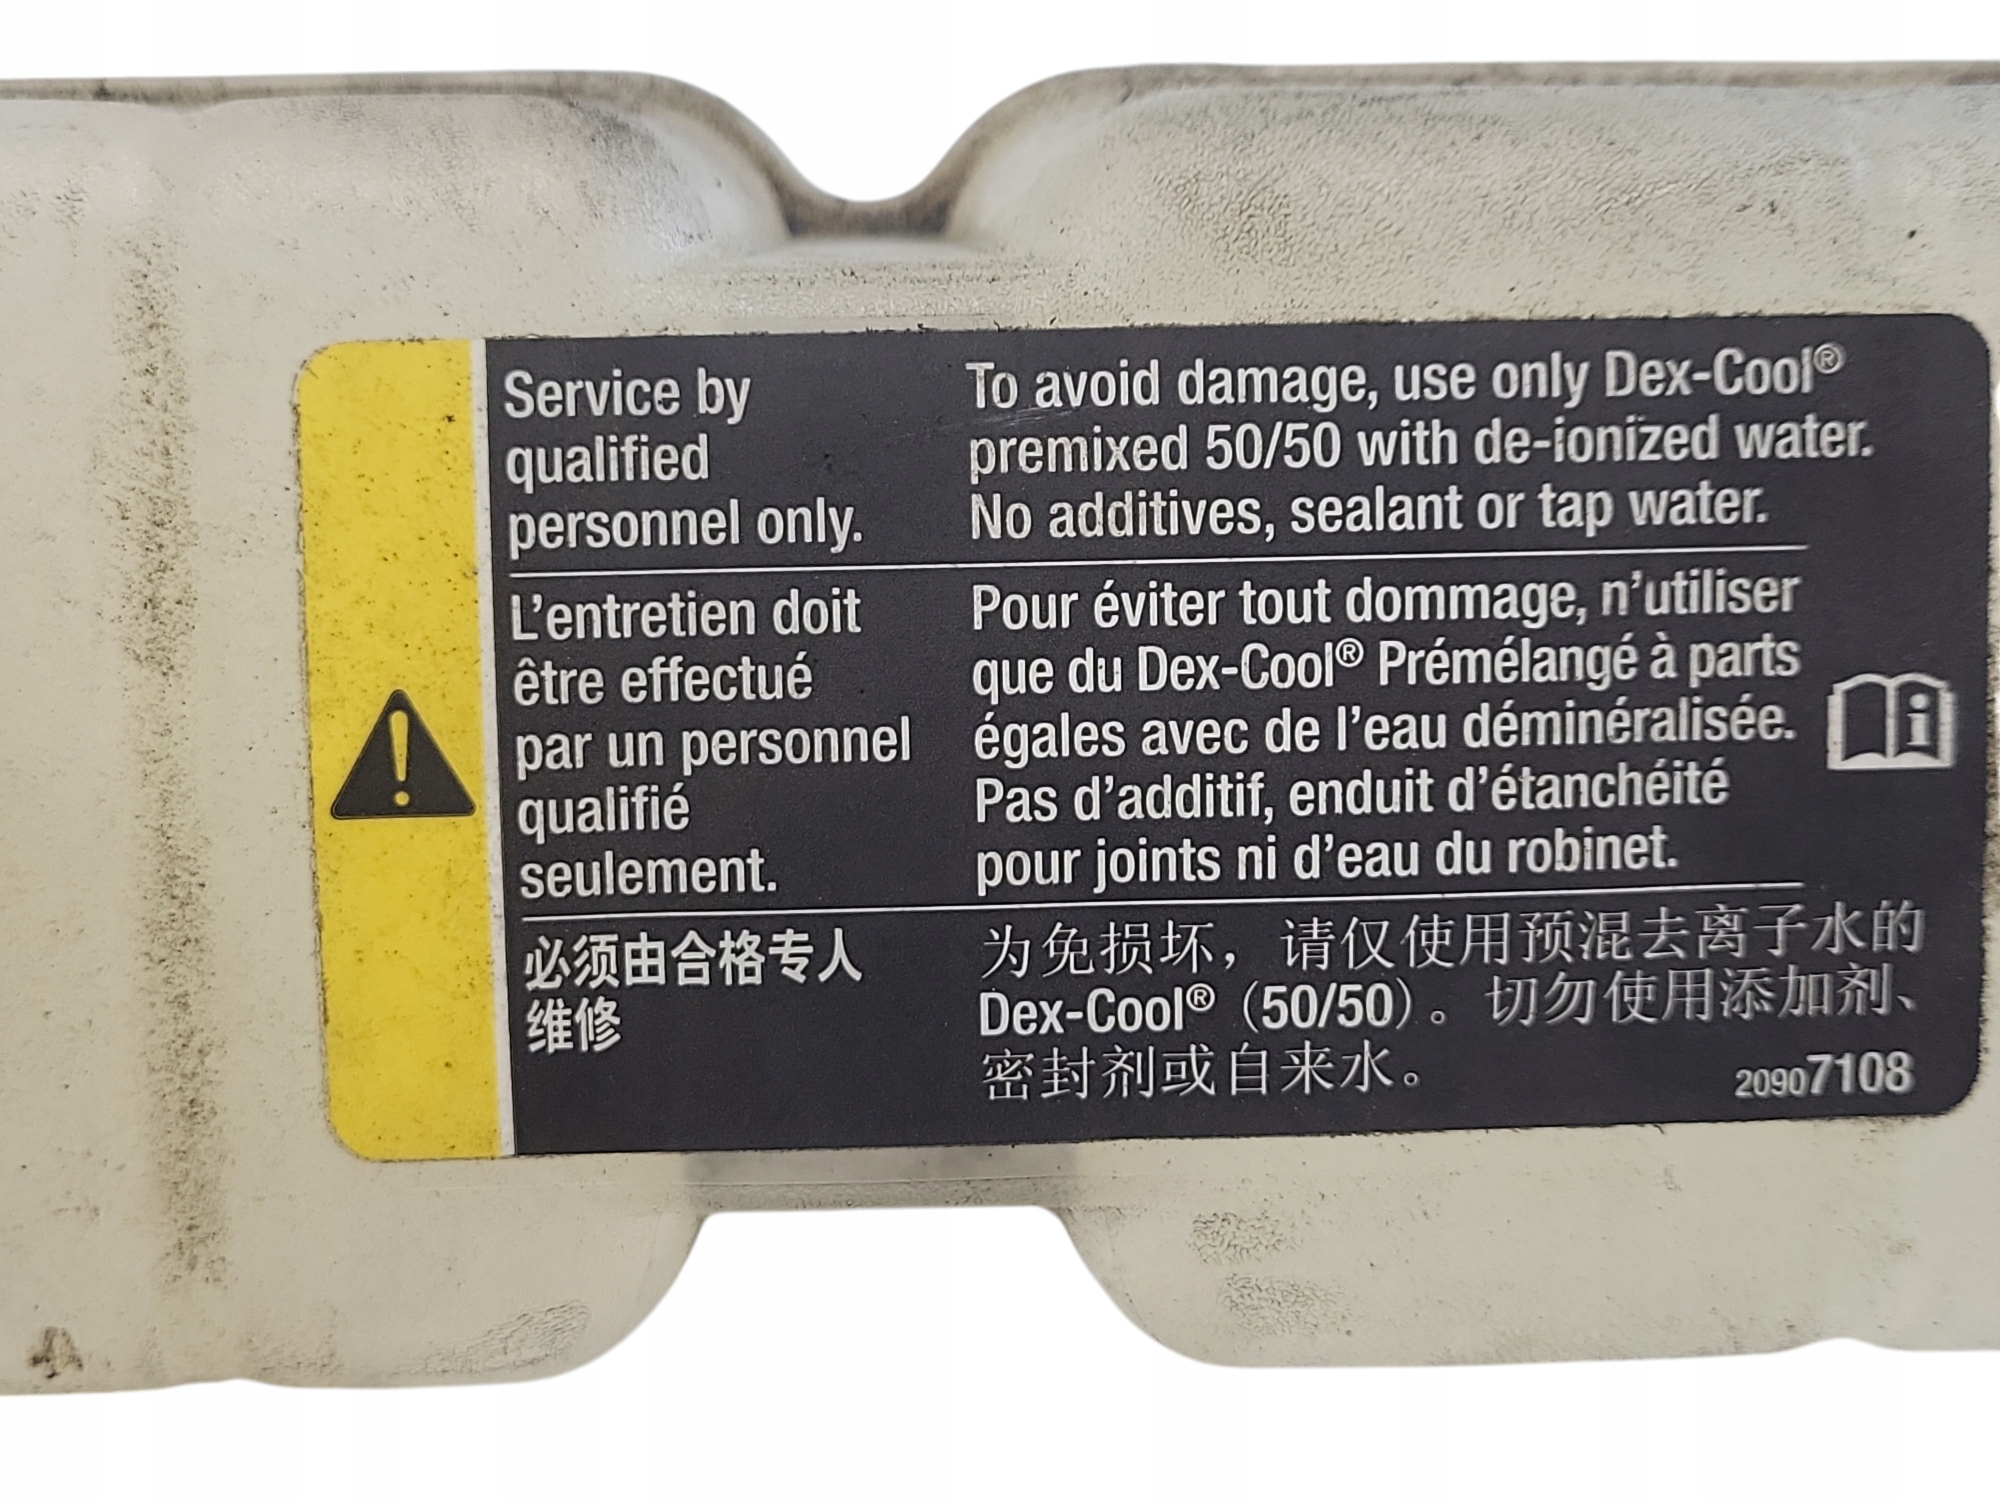 Service by
qualified
personnel only.
To avoid damage, use only Dex-Cool®
premixed 50/50 with de-ionized water.
No additives, sealant or tap water.
L'entretien doit
être effectué
par un personnel
qualifié
seulement.
Pour éviter tout dommage, n'utiliser
que du Dex-Cool® Prémélangé à parts
égales avec de l'eau déminéralisée.
Pas d'additif, enduit d'étanchéité
pour joints ni d'eau du robinet.
必须由合格专人
维修
为免损坏，请仅使用预混去离子水的
Dex-Cool®（50/50）。切勿使用添加剂、
密封剂或自来水。
20907108